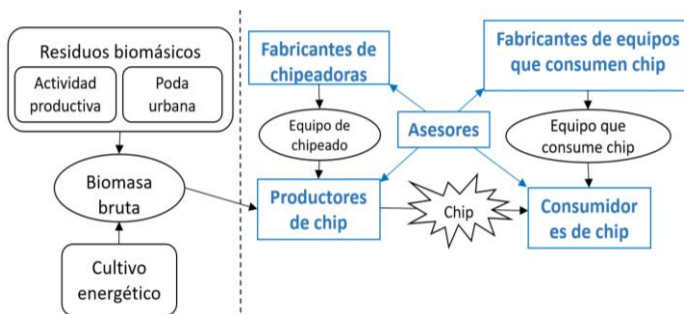 Residuos biomásicos
Actividad
productiva
Poda
urbana
Biomasa
bruta
Cultivo
energético
Fabricantes de
chipeadoras
Equipo de
chipeado
Productores
de chip
Asesores
Chip
Fabricantes de equipos
que consumen chip
Equipo que
consume chip
Consumidor
es de chip